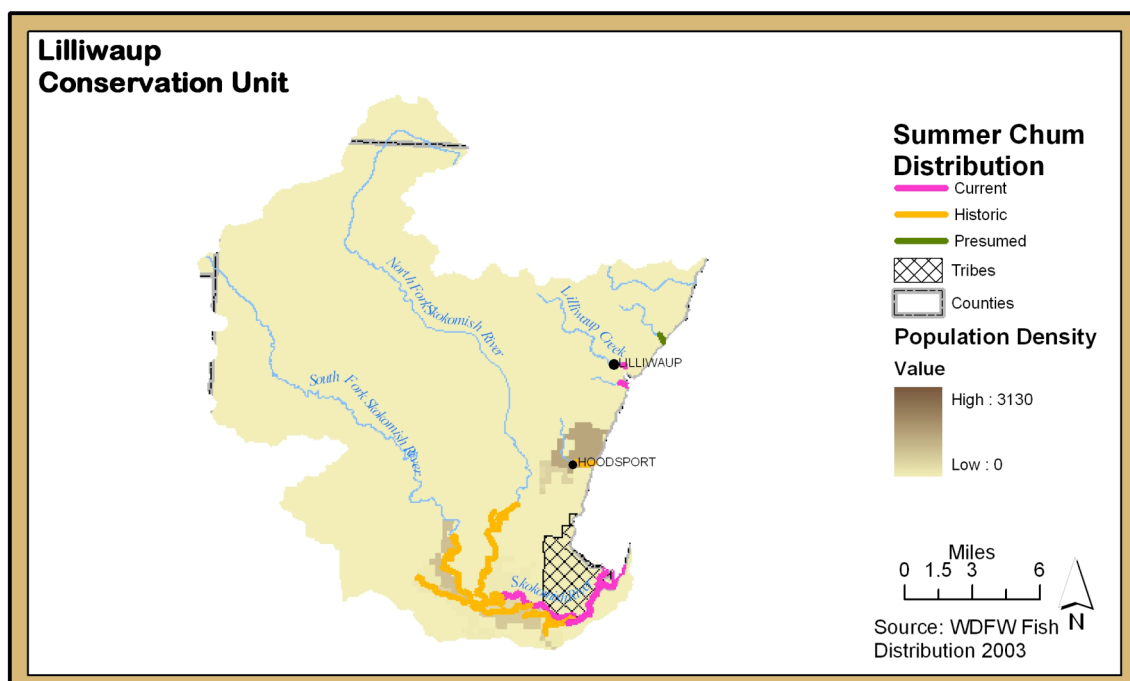 Lilliwaup
Conservation Unit
Summer Chum
Distribution
Current
Historic
Presumed
Tribes
Counties
Population Density
Value
High : 3130
Low : 0
North Fork Skokomish River
South Fork Skokomish River
Lilliwaup Creek
LILLIWAUP
HOODSPORT
Skokomish River
Miles
0 1.5 3 6
Source: WDFW Fish
Distribution 2003
N